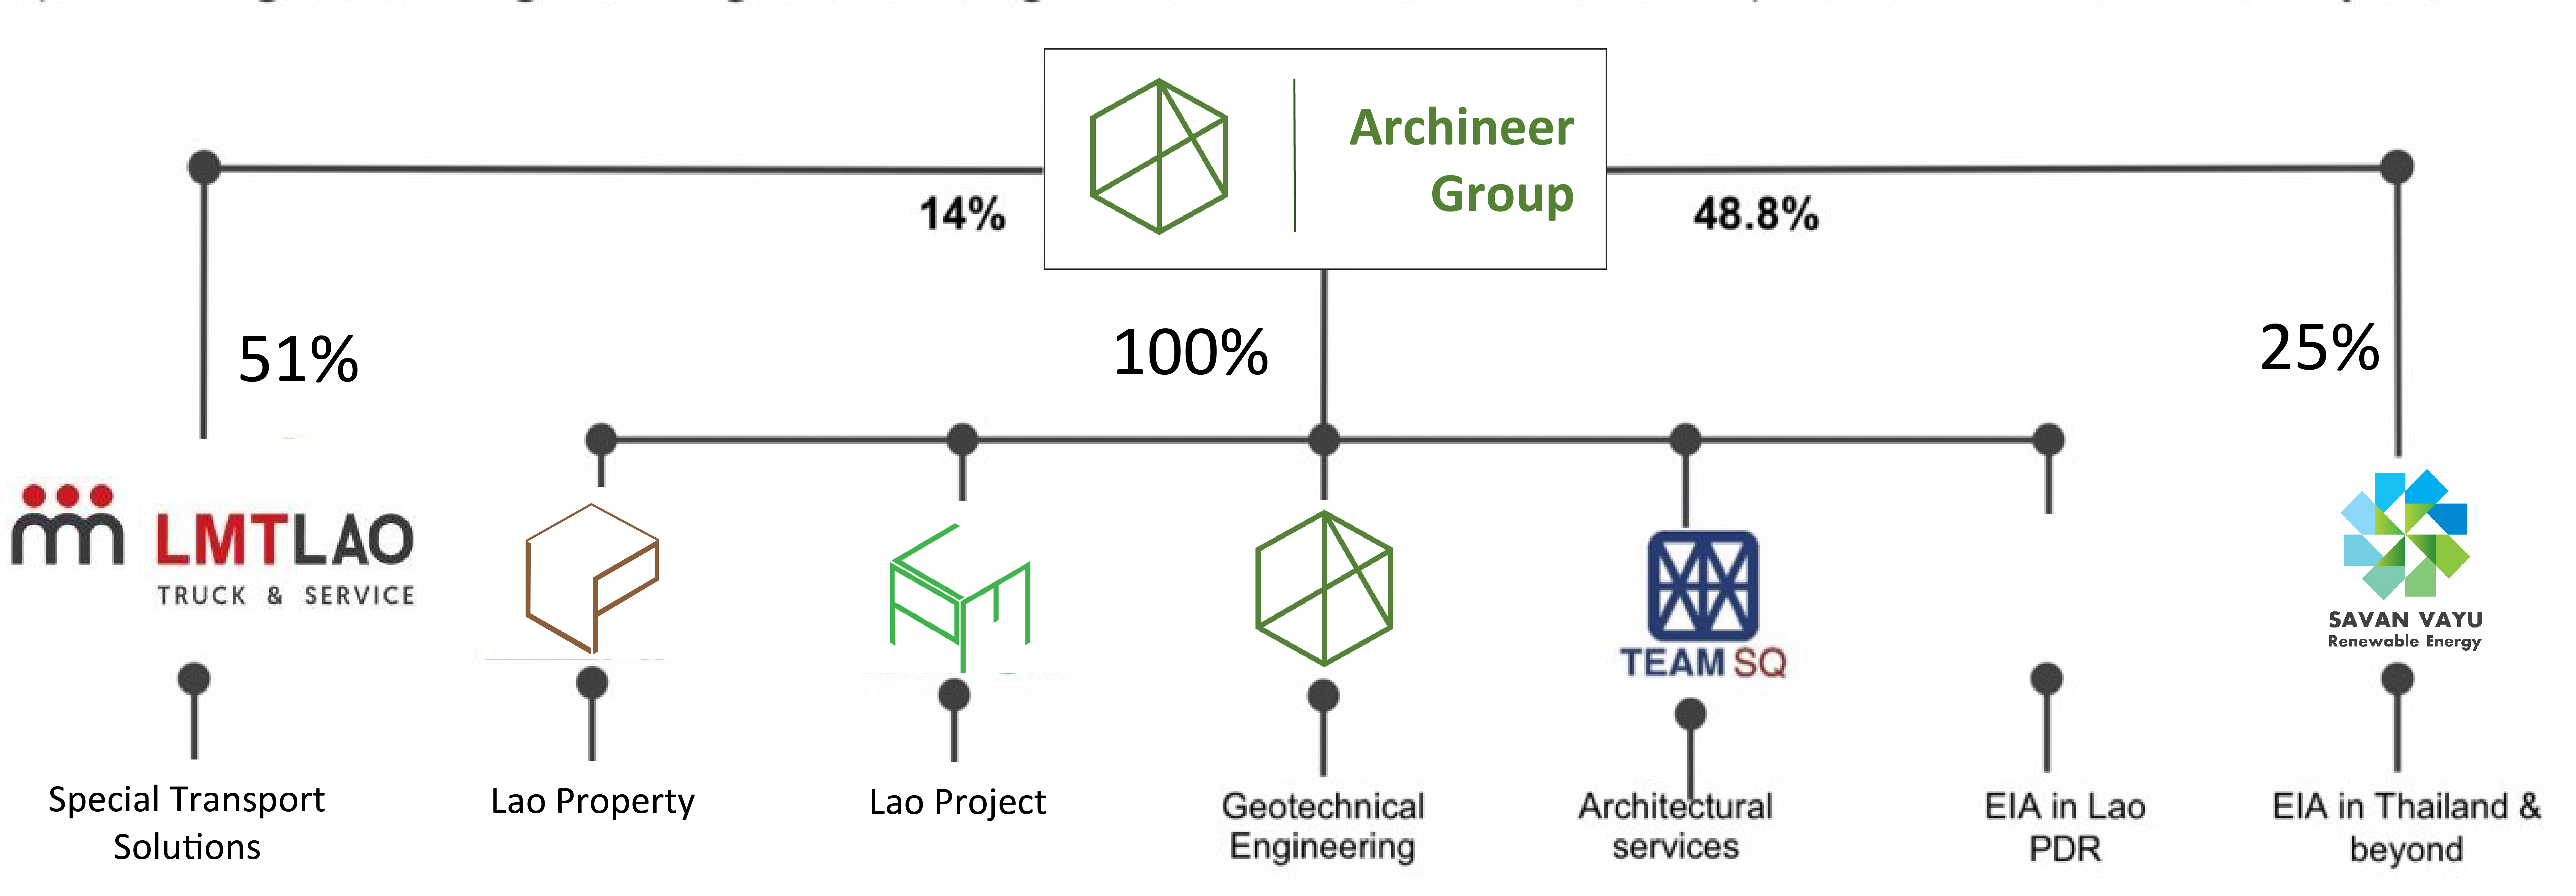 Archineer
Group
14%
48.8%
51%
100%
25%
LMTLAO
TRUCK & SERVICE
TEAM SQ
SAVAN VAYU
Renewable Energy
Special Transport
Solutions
Lao Property
Lao Project
Geotechnical
Engineering
Architectural
services
EIA in Lao
PDR
EIA in Thailand &
beyond